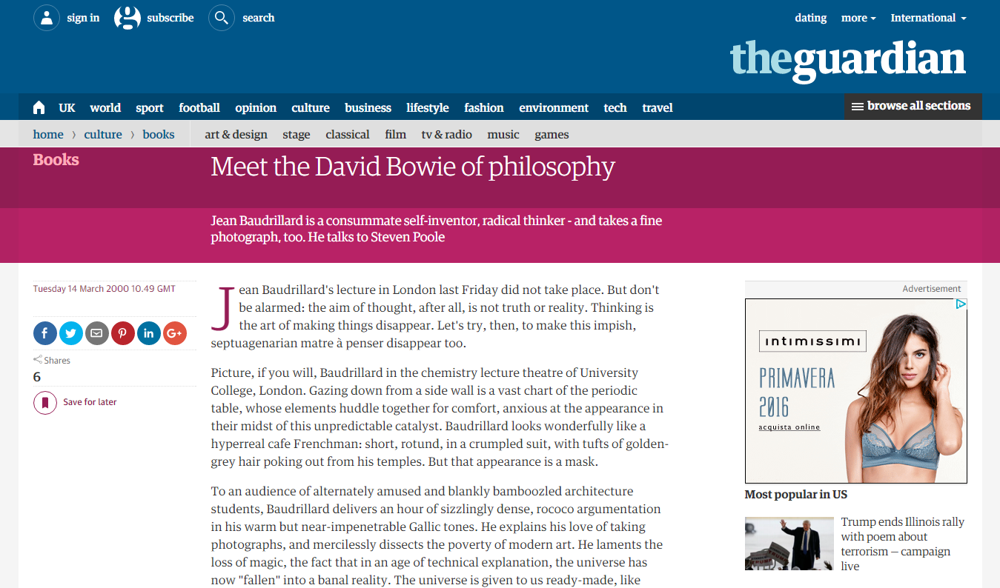 sign in
subscribe
search
dating
more
International
theguardian
UK
world
sport
football
opinion
culture
business
lifestyle
fashion
environment
tech
travel
browse all sections
home › culture › books
art & design
stage
classical
film
tv & radio
music
games
Books
Meet the David Bowie of philosophy
Jean Baudrillard is a consummate self-inventor, radical thinker - and takes a fine
photograph, too. He talks to Steven Poole
Tuesday 14 March 2000 10.49 GMT
Shares
6
Save for later
Jean Baudrillard's lecture in London last Friday did not take place. But don't
be alarmed: the aim of thought, after all, is not truth or reality. Thinking is
the art of making things disappear. Let's try, then, to make this impish,
septuagenarian matre à penser disappear too.
Picture, if you will, Baudrillard in the chemistry lecture theatre of University
College, London. Gazing down from a side wall is a vast chart of the periodic
table, whose elements huddle together for comfort, anxious at the appearance in
their midst of this unpredictable catalyst. Baudrillard looks wonderfully like a
hyperreal cafe Frenchman: short, rotund, in a crumpled suit, with tufts of golden-
grey hair poking out from his temples. But that appearance is a mask.
To an audience of alternately amused and blankly bamboozled architecture
students, Baudrillard delivers an hour of sizzlingly dense, rococo argumentation
in his warm but near-impenetrable Gallic tones. He explains his love of taking
photographs, and mercilessly dissects the poverty of modern art. He laments the
loss of magic, the fact that in an age of technical explanation, the universe has
now "fallen" into a banal reality. The universe is given to us ready-made, like
Advertisement
intimissimi
PRIMAVERA
2016
acquista online
Most popular in US
Trump ends Illinois rally
with poem about
terrorism – campaign
live